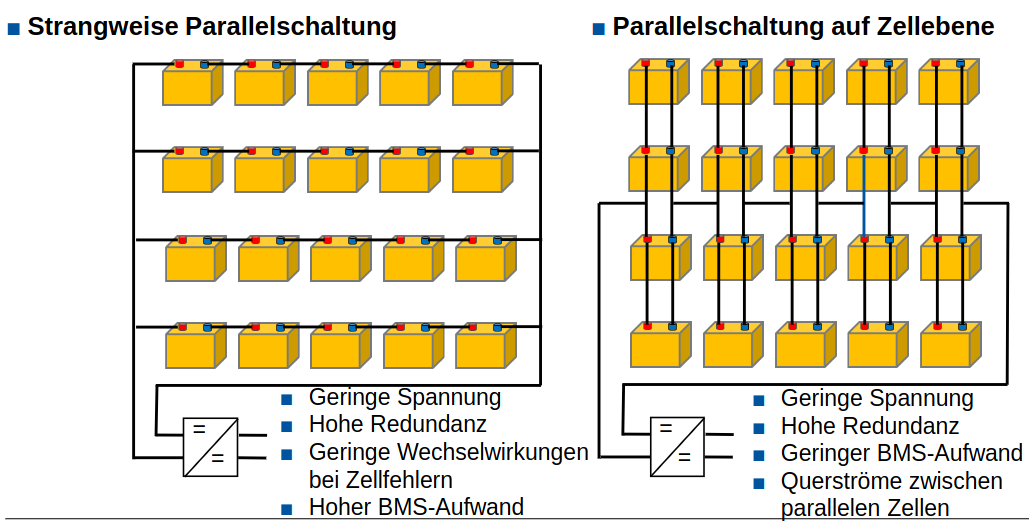 Strangweise Parallelschaltung
Parallelschaltung auf Zellebene
=
=
Geringe Spannung
Hohe Redundanz
Geringe Wechselwirkungen
bei Zellfehlern
Hoher BMS-Aufwand
=
=
Geringe Spannung
Hohe Redundanz
Geringer BMS-Aufwand
Querströme zwischen
parallelen Zellen